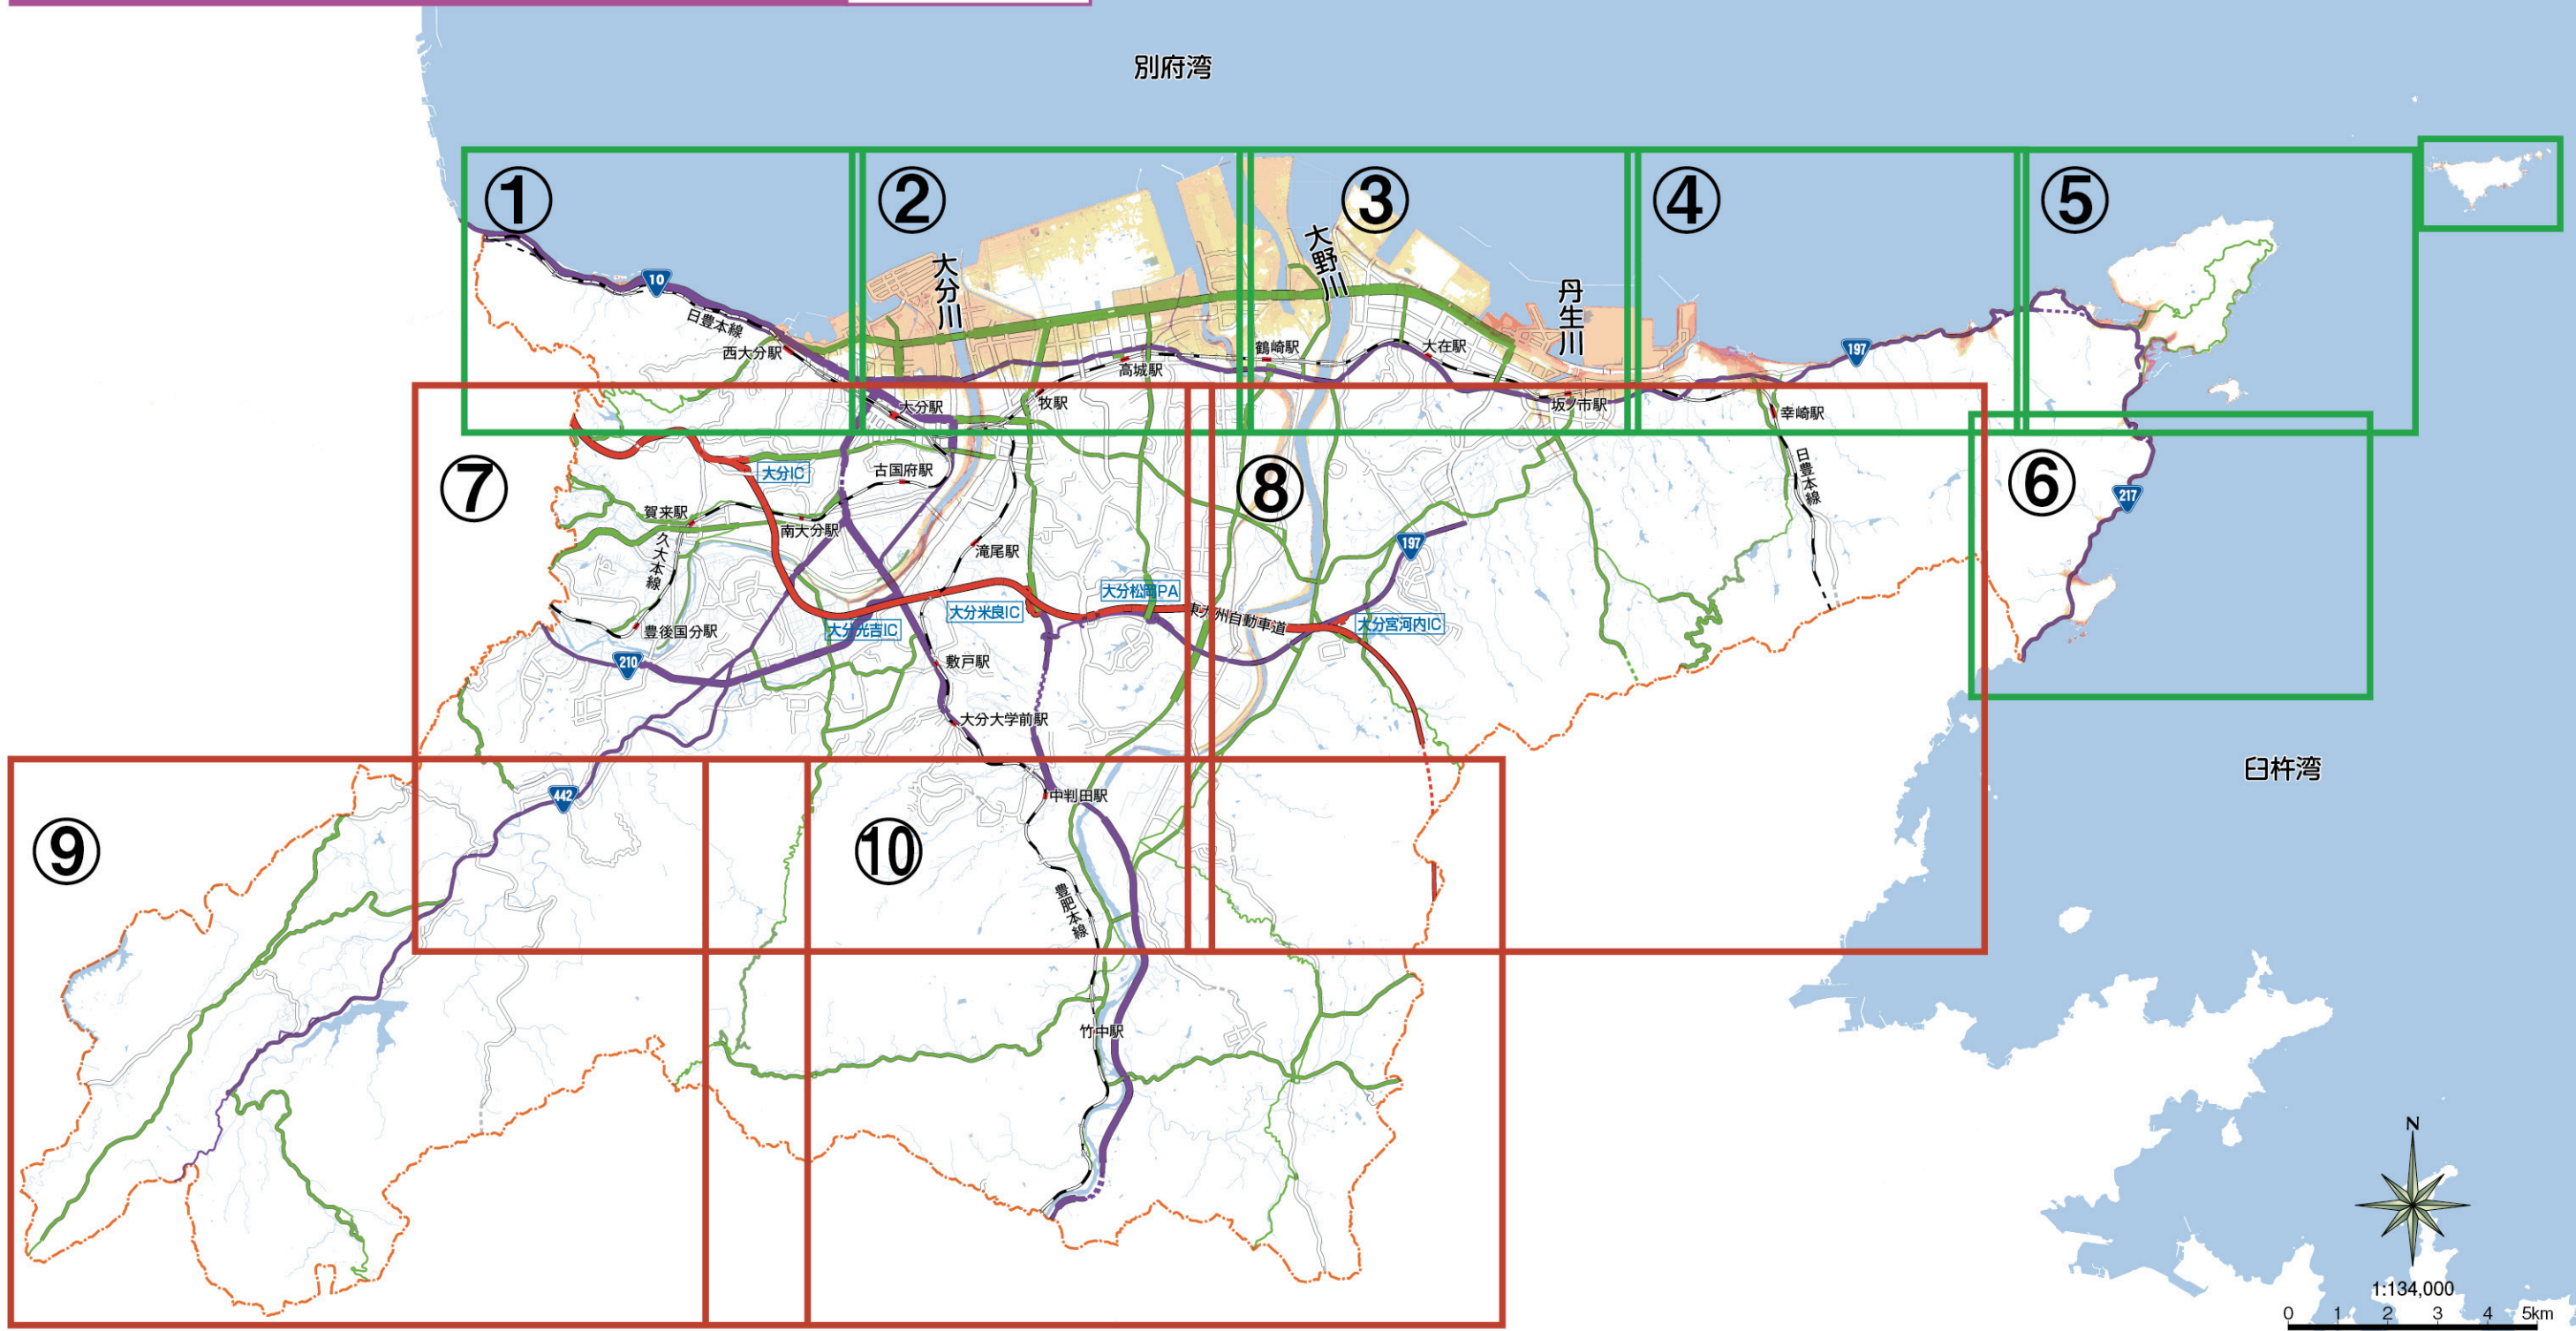 別府湾
①
②
③
④
⑤
大分川
大野川
丹生川
10
日豊本線
西大分駅
鶴崎駅
大在駅
高城駅
197
大分駅
牧駅
坂ノ市駅
幸崎駅
⑦
大分IC
古国府駅
⑧
日豊本線
⑥
217
賀来駅
南大分駅
久大本線
滝尾駅
197
大分松岡PA
大分米良IC
東九州自動車道
大分宮河内IC
豊後国分駅
大分光吉IC
210
敷戸駅
大分大学前駅
臼杵湾
442
中判田駅
⑨
⑩
豊肥本線
竹中駅
N
1:134,000
0 1 2 3 4 5km